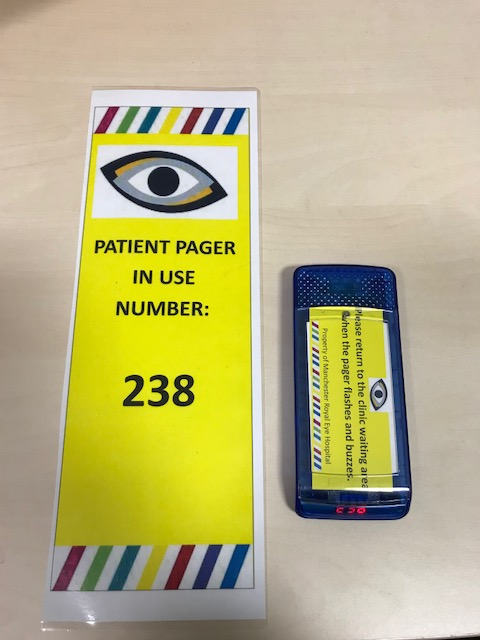 PATIENT PAGER
IN USE
NUMBER:
238
Please return to the clinic waiting area
when the pager flashes and buzzes.
Property of Manchester Royal Eye Hospital
238